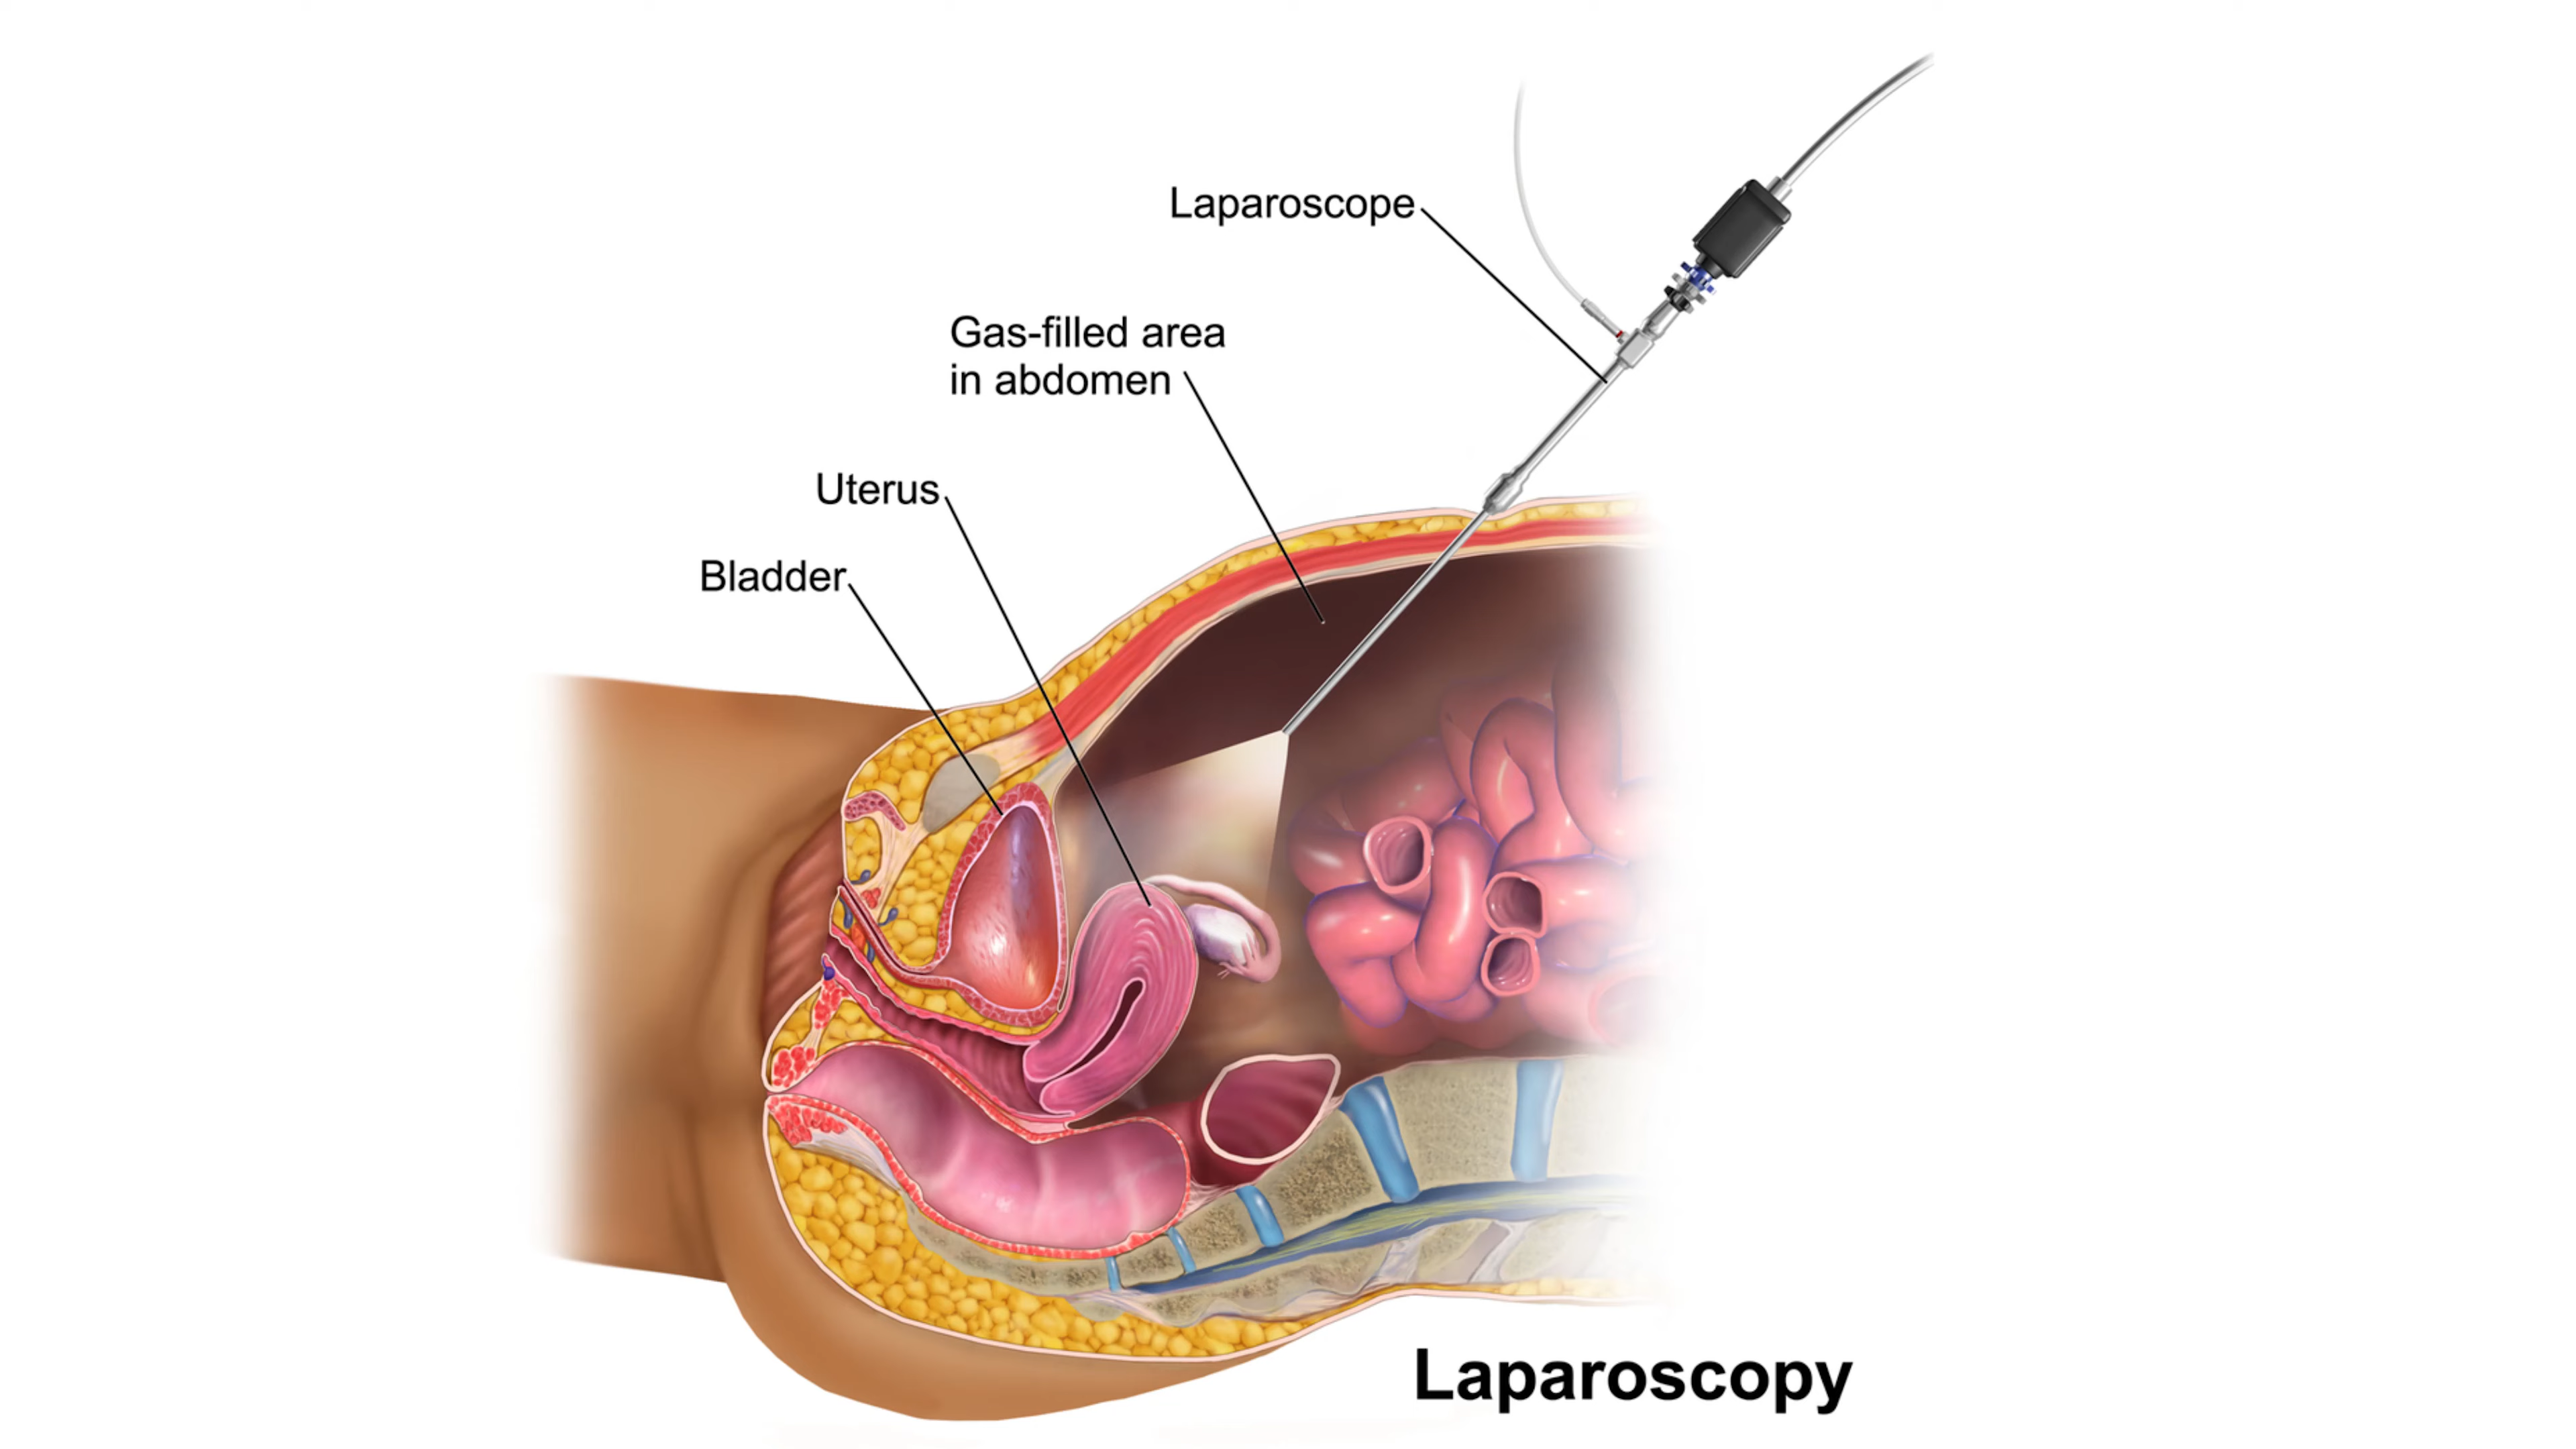 Laparoscope
Gas-filled area
in abdomen
Uterus
Bladder
Laparoscopy